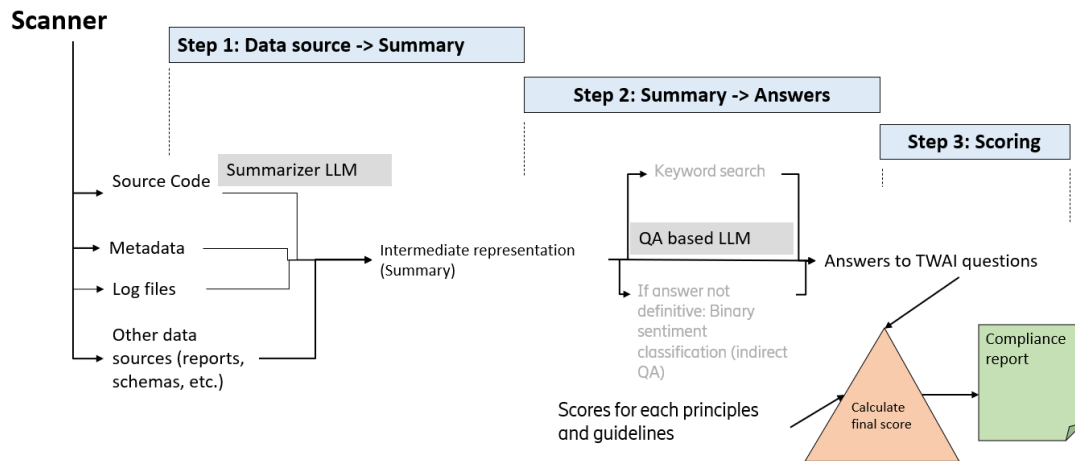 Scanner
Step 1: Data source -> Summary
Step 2: Summary -> Answers
Step 3: Scoring
Source Code
Summarizer LLM
Metadata
Log files
Other data
sources (reports,
schemas, etc.)
Intermediate representation
(Summary)
Keyword search
QA based LLM
If answer not
definitive: Binary
sentiment
classification (indirect
QA)
Answers to TWAI questions
Scores for each principles
and guidelines
Calculate
final score
Compliance
report